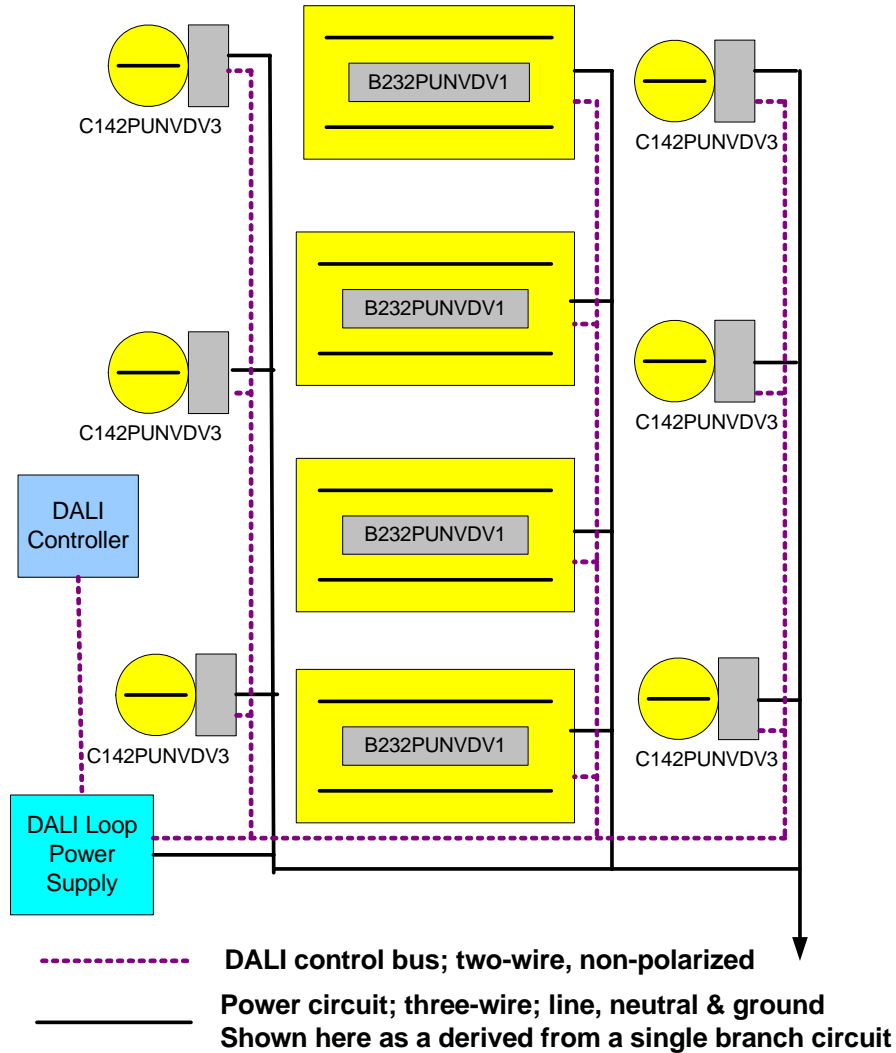 B232PUNVDV1
C142PUNVDV3
C142PUNVDV3
B232PUNVDV1
C142PUNVDV3
C142PUNVDV3
DALI
Controller
B232PUNVDV1
B232PUNVDV1
C142PUNVDV3
C142PUNVDV3
DALI Loop
Power
Supply
DALI control bus; two-wire, non-polarized
Power circuit; three-wire; line, neutral & ground
Shown here as a derived from a single branch circuit